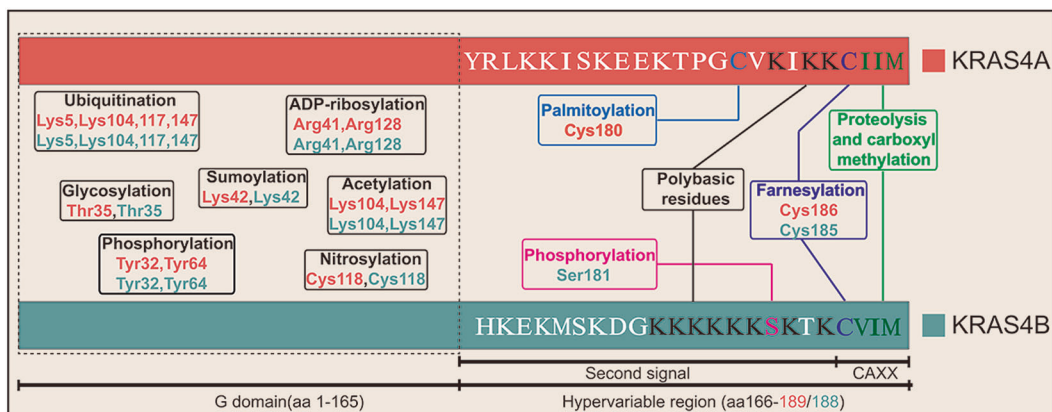 YRLKKISKEEKTPGCVKIKKCIIM
KRAS4A
Ubiquitination
Lys5,Lys104,117,147
Lys5,Lys104,117,147
ADP-ribosylation
Arg41,Arg128
Arg41,Arg128
Palmitoylation
Cys180
Proteolysis
and carboxyl
methylation
Glycosylation
Thr35,Thr35
Sumoylation
Lys42,Lys42
Acetylation
Lys104,Lys147
Lys104,Lys147
Polybasic
residues
Farnesylation
Cys186
Cys185
Phosphorylation
Tyr32,Tyr64
Tyr32,Tyr64
Nitrosylation
Cys118,Cys118
Phosphorylation
Ser181
HKEKMSKDGKKKKKKSKTKCVIM
KRAS4B
Second signal
CAXX
G domain(aa 1-165)
Hypervariable region (aa166-189/188)